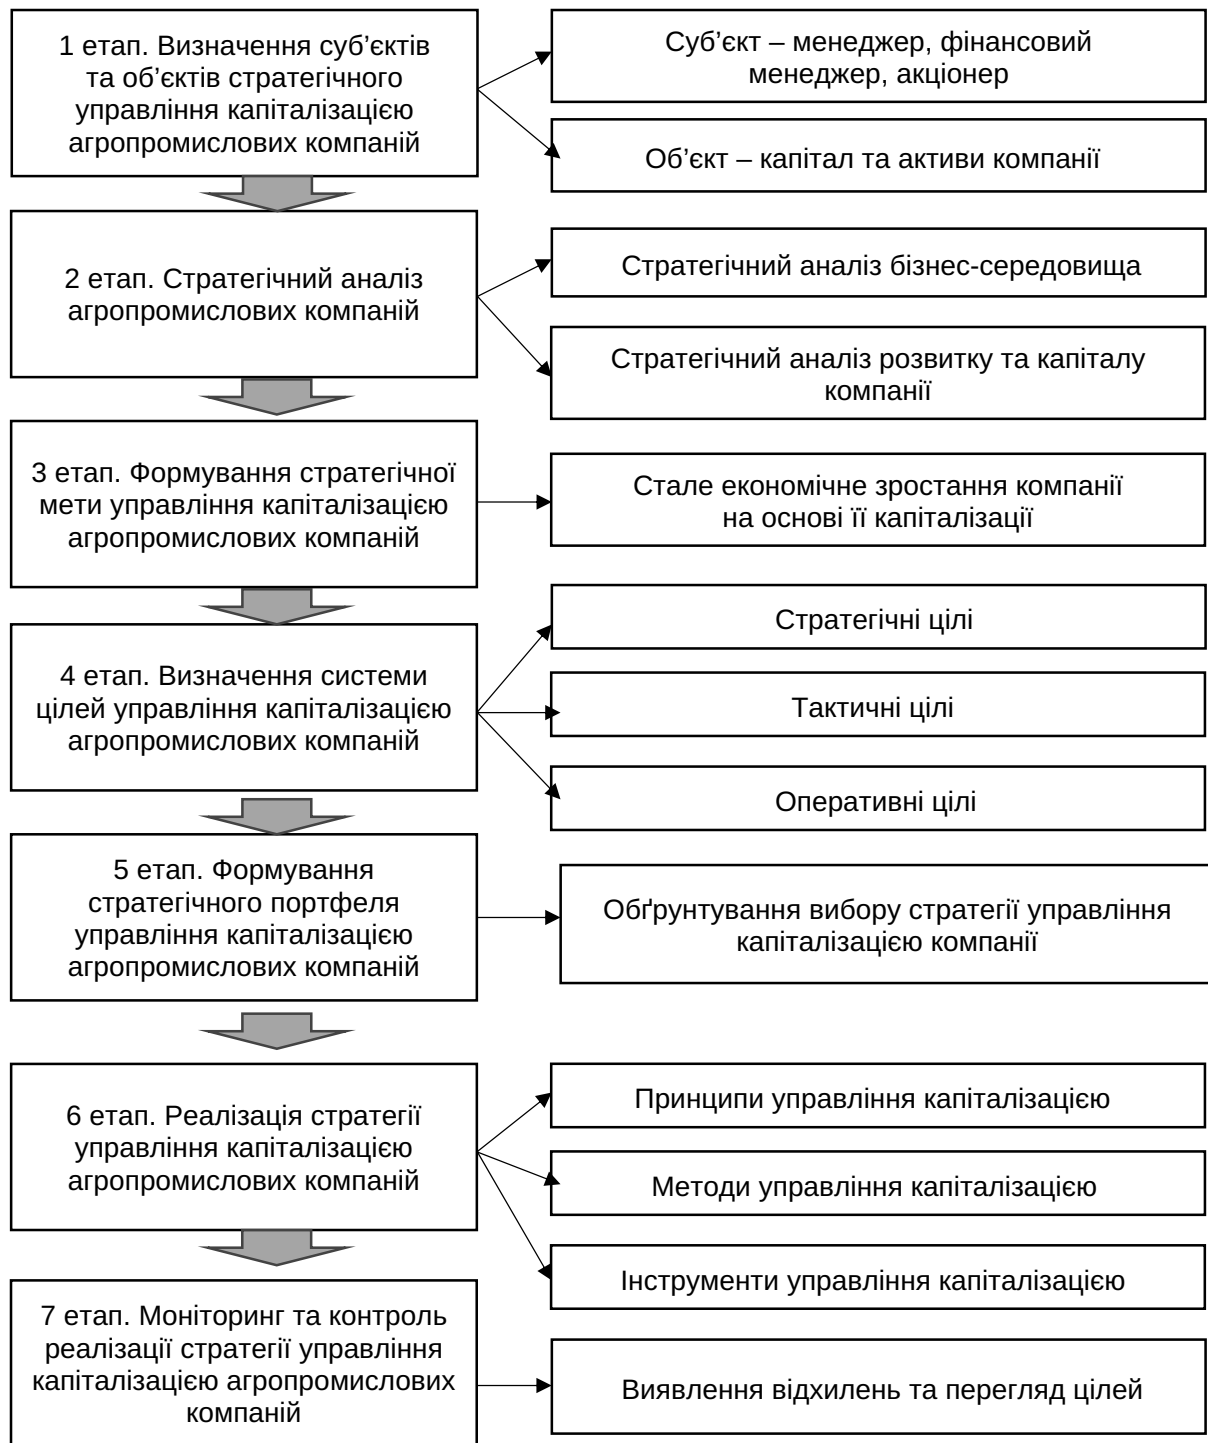 1 етап. Визначення суб’єктів
та об’єктів стратегічного
управління капіталізацією
агропромислових компаній
Суб’єкт – менеджер, фінансовий
менеджер, акціонер
Об’єкт – капітал та активи компанії
2 етап. Стратегічний аналіз
агропромислових компаній
Стратегічний аналіз бізнес-середовища
Стратегічний аналіз розвитку та капіталу
компанії
3 етап. Формування стратегічної
мети управління капіталізацією
агропромислових компаній
Стале економічне зростання компанії
на основі її капіталізації
4 етап. Визначення системи
цілей управління капіталізацією
агропромислових компаній
Стратегічні цілі
Тактичні цілі
Оперативні цілі
5 етап. Формування
стратегічного портфеля
управління капіталізацією
агропромислових компаній
Обґрунтування вибору стратегії управління
капіталізацією компанії
6 етап. Реалізація стратегії
управління капіталізацією
агропромислових компаній
Принципи управління капіталізацією
Методи управління капіталізацією
Інструменти управління капіталізацією
7 етап. Моніторинг та контроль
реалізації стратегії управління
капіталізацією агропромислових
компаній
Виявлення відхилень та перегляд цілей